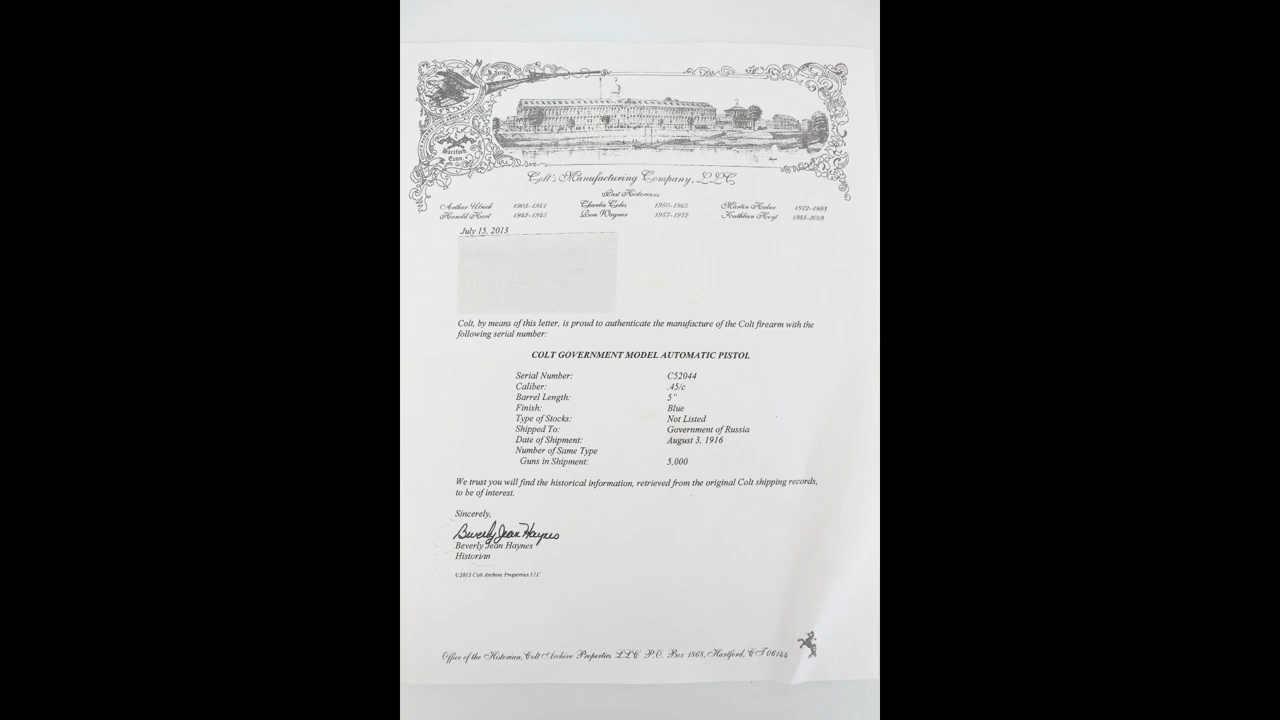 Hartford,
Conn.
Colt's Manufacturing Company, LLC
Past Historians
Arthur Ulrich 1903-1941 Charles Coles 1950-1965 Martin Huber 1972-1993
Harold Hart 1942-1945 Ron Wagner 1957-1972 Kathleen Hoyt 1988-2009
July 15, 2013
Colt, by means of this letter, is proud to authenticate the manufacture of the Colt firearm with the
following serial number:
COLT GOVERNMENT MODEL AUTOMATIC PISTOL
Serial Number: C52044
Caliber: .45/c
Barrel Length: 5"
Finish: Blue
Type of Stocks: Not Listed
Shipped To: Government of Russia
Date of Shipment: August 3, 1916
Number of Same Type
Guns in Shipment: 5,000
We trust you will find the historical information, retrieved from the original Colt shipping records,
to be of interest.
Sincerely,
Beverly Jean Haynes
Beverly Jean Haynes
Historian
©2013 Colt Archive Properties LLC
Office of the Historian, Colt Archive Properties LLC P.O. Box 1868, Hartford, CT 06144